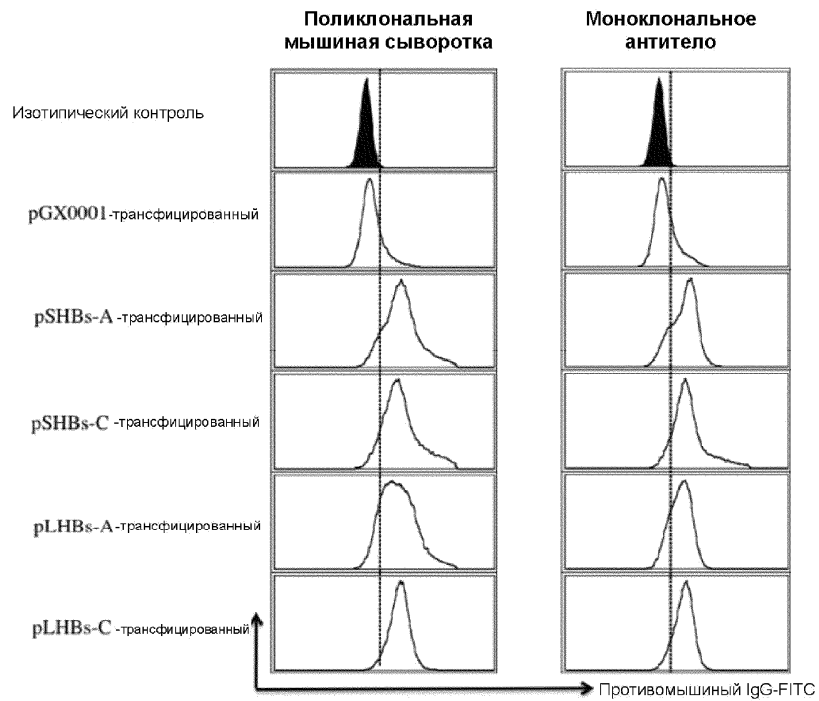 Поликлональная
мышиная сыворотка
Моноклональное
антитело
Изотипический контроль
pGX0001-трансфицированный
pSHBs-A -трансфицированный
pSHBs-C -трансфицированный
pLHBs-A-трансфицированный
pLHBs-C -трансфицированный
Противомышиный IgG-FITC